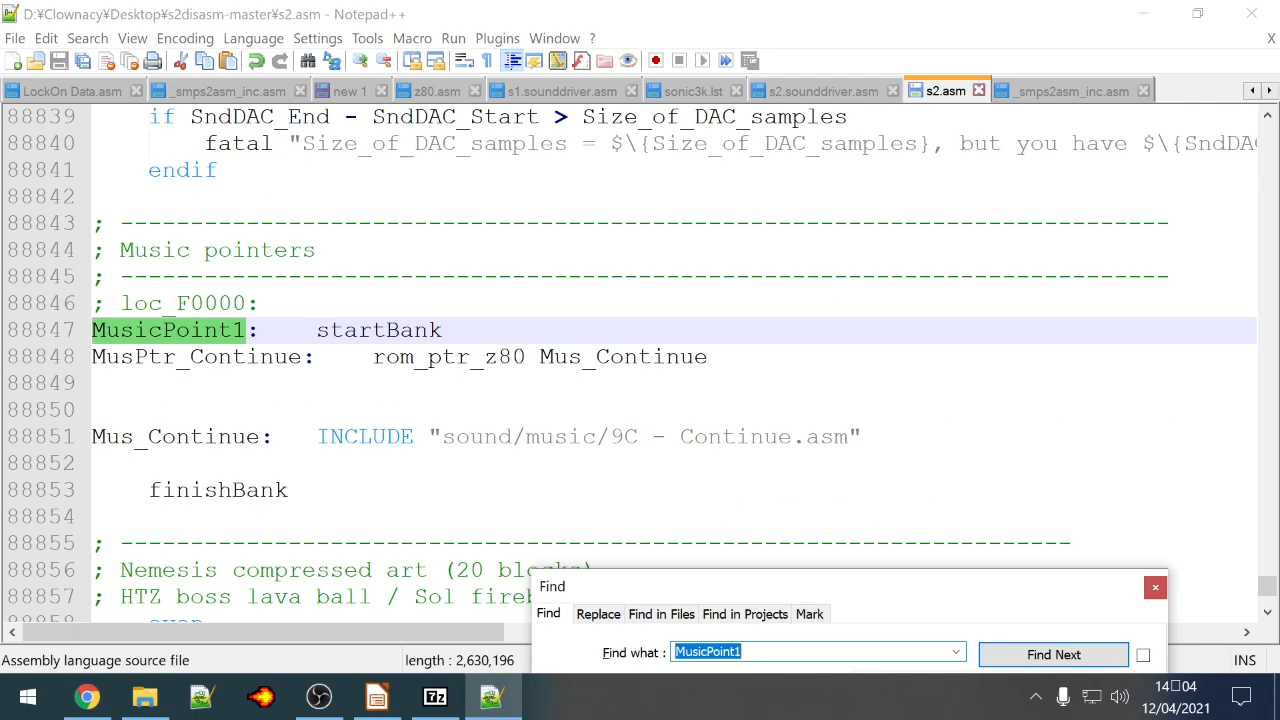 D:¥Clownacy¥Desktop¥s2disasm-master¥s2.asm - Notepad++
File Edit Search View Encoding Language Settings Tools Macro Run Plugins Window ? X
LockOn Data.asm _smps2asm_inc.asm new 1 z80.asm s1.sounddriver.asm sonic3k.lst s2.sounddriver.asm s2.asm _smps2asm_inc.asm
88839 if SndDAC_End - SndDAC_Start > Size_of_DAC_samples
88840 fatal "Size_of_DAC_samples = $\{Size_of_DAC_samples}, but you have $\{SndDA
88841 endif
88842
88843 ; ---------------------------------------------------------------------------
88844 ; Music pointers
88845 ; ---------------------------------------------------------------------------
88846 ; loc_F0000:
88847 MusicPoint1: startBank
88848 MusPtr_Continue: rom_ptr_z80 Mus_Continue
88849
88850
88851 Mus_Continue: INCLUDE "sound/music/9C - Continue.asm"
88852
88853 finishBank
88854
88855 ; --------------------------------------------------------------------
88856 ; Nemesis compressed art (20 blocks)
88857 ; HTZ boss lava ball / Sol fireb
88858 even
Find
Find Replace Find in Files Find in Projects Mark
Find what : MusicPoint1 Find Next
Assembly language source file length : 2,630,196 INS
7z
14:04
12/04/2021